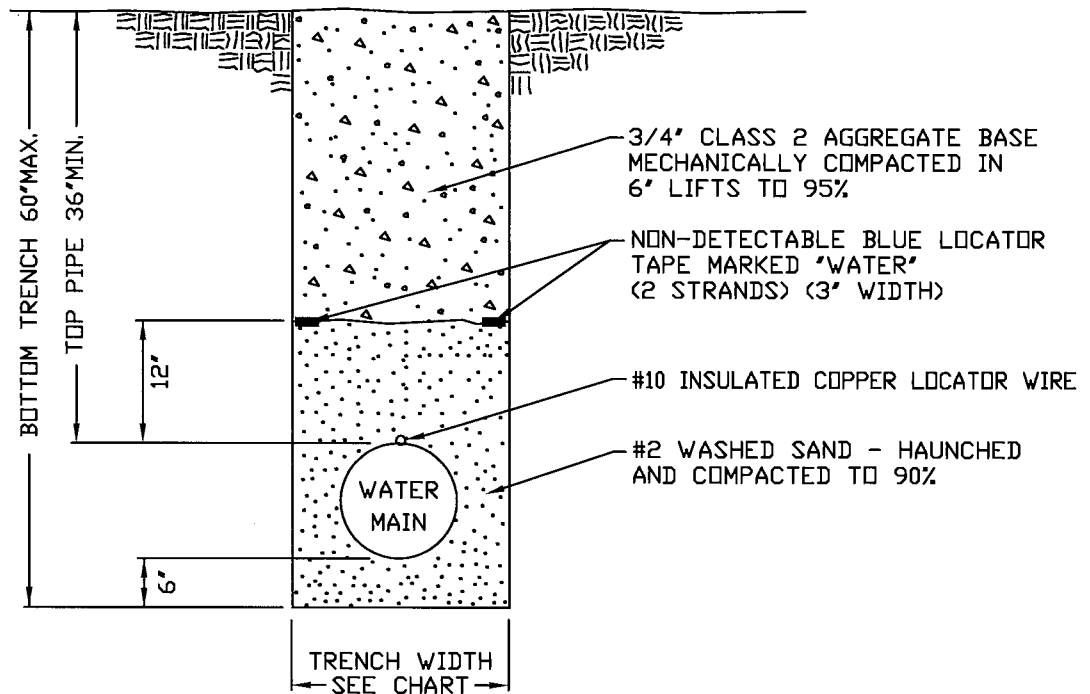 BOTTOM TRENCH 60"MAX.
TOP PIPE 36"MIN.
12"
6"
3/4" CLASS 2 AGGREGATE BASE
MECHANICALLY COMPACTED IN
6" LIFTS TO 95%
NON-DETECTABLE BLUE LOCATOR
TAPE MARKED "WATER"
(2 STRANDS) (3" WIDTH)
#10 INSULATED COPPER LOCATOR WIRE
#2 WASHED SAND - HAUNCHED
AND COMPACTED TO 90%
WATER
MAIN
TRENCH WIDTH
SEE CHART